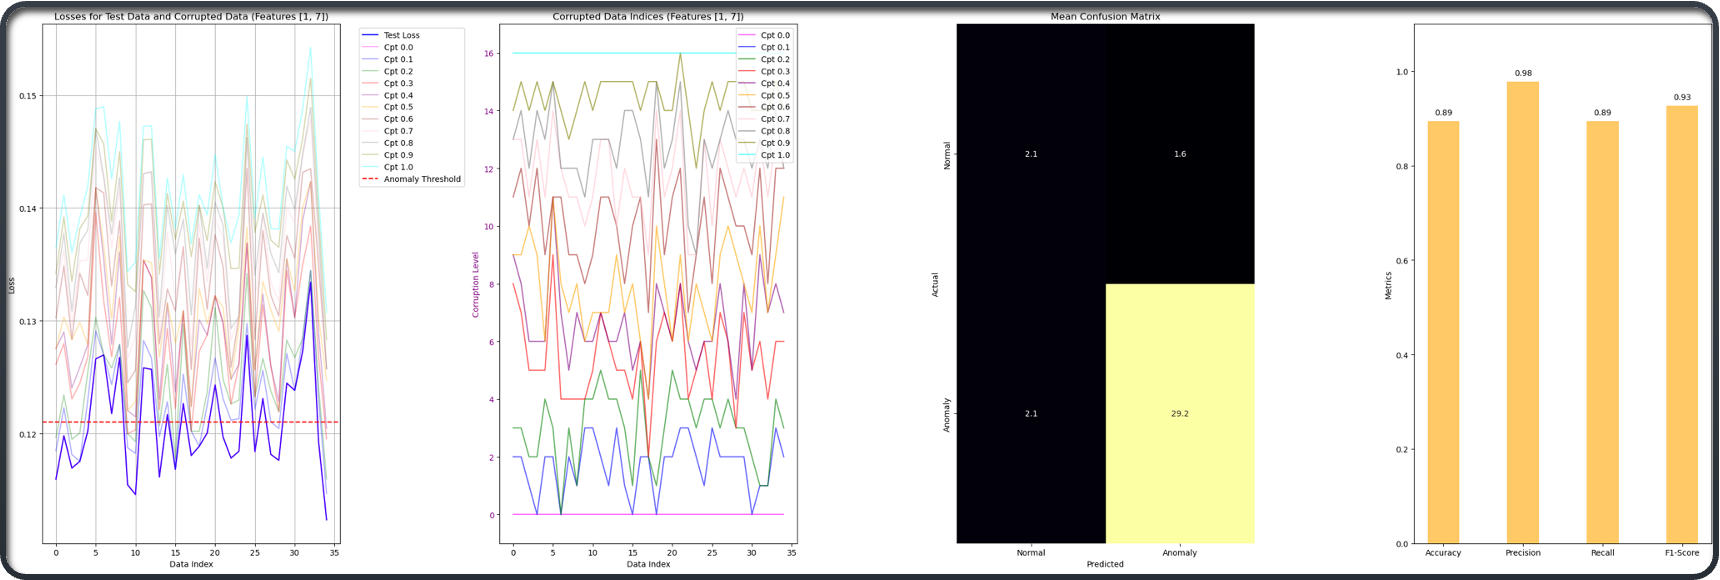 Losses for Test Data and Corrupted Data (Features [1, 7])
Loss
0.15
0.14
0.13
0.12
0 5 10 15 20 25 30 35
Data Index
Test Loss
Cpt 0.0
Cpt 0.1
Cpt 0.2
Cpt 0.3
Cpt 0.4
Cpt 0.5
Cpt 0.6
Cpt 0.7
Cpt 0.8
Cpt 0.9
Cpt 1.0
Anomaly Threshold
Corrupted Data Indices (Features [1, 7])
Corruption Level
16
14
12
10
8
6
4
2
0
0 5 10 15 20 25 30 35
Data Index
Cpt 0.0
Cpt 0.1
Cpt 0.2
Cpt 0.3
Cpt 0.4
Cpt 0.5
Cpt 0.6
Cpt 0.7
Cpt 0.8
Cpt 0.9
Cpt 1.0
Mean Confusion Matrix
Actual
Normal
Anomaly
2.1 1.6
2.1 29.2
Normal Anomaly
Predicted
Metrics
1.0
0.8
0.6
0.4
0.2
0.0
0.89 0.98 0.89 0.93
Accuracy Precision Recall F1-Score